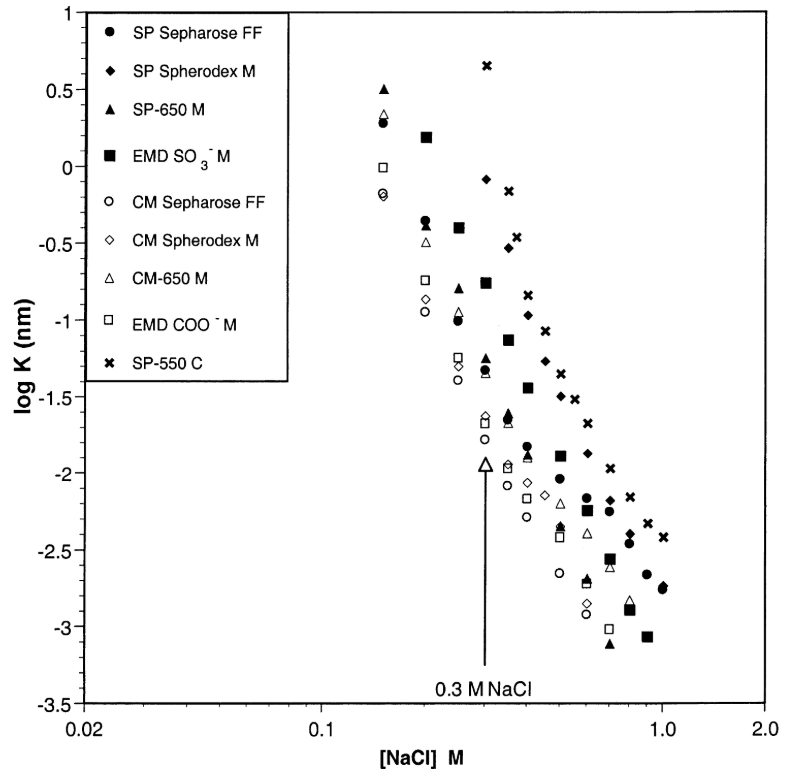 1
0.5
0
-0.5
-1
-1.5
-2
-2.5
-3
-3.5
log K (nm)
SP Sepharose FF
SP Spherodex M
SP-650 M
EMD SO₃⁻ M
CM Sepharose FF
CM Spherodex M
CM-650 M
EMD COO⁻ M
SP-550 C
0.3 M NaCl
0.02
0.1
1.0
2.0
[NaCl] M